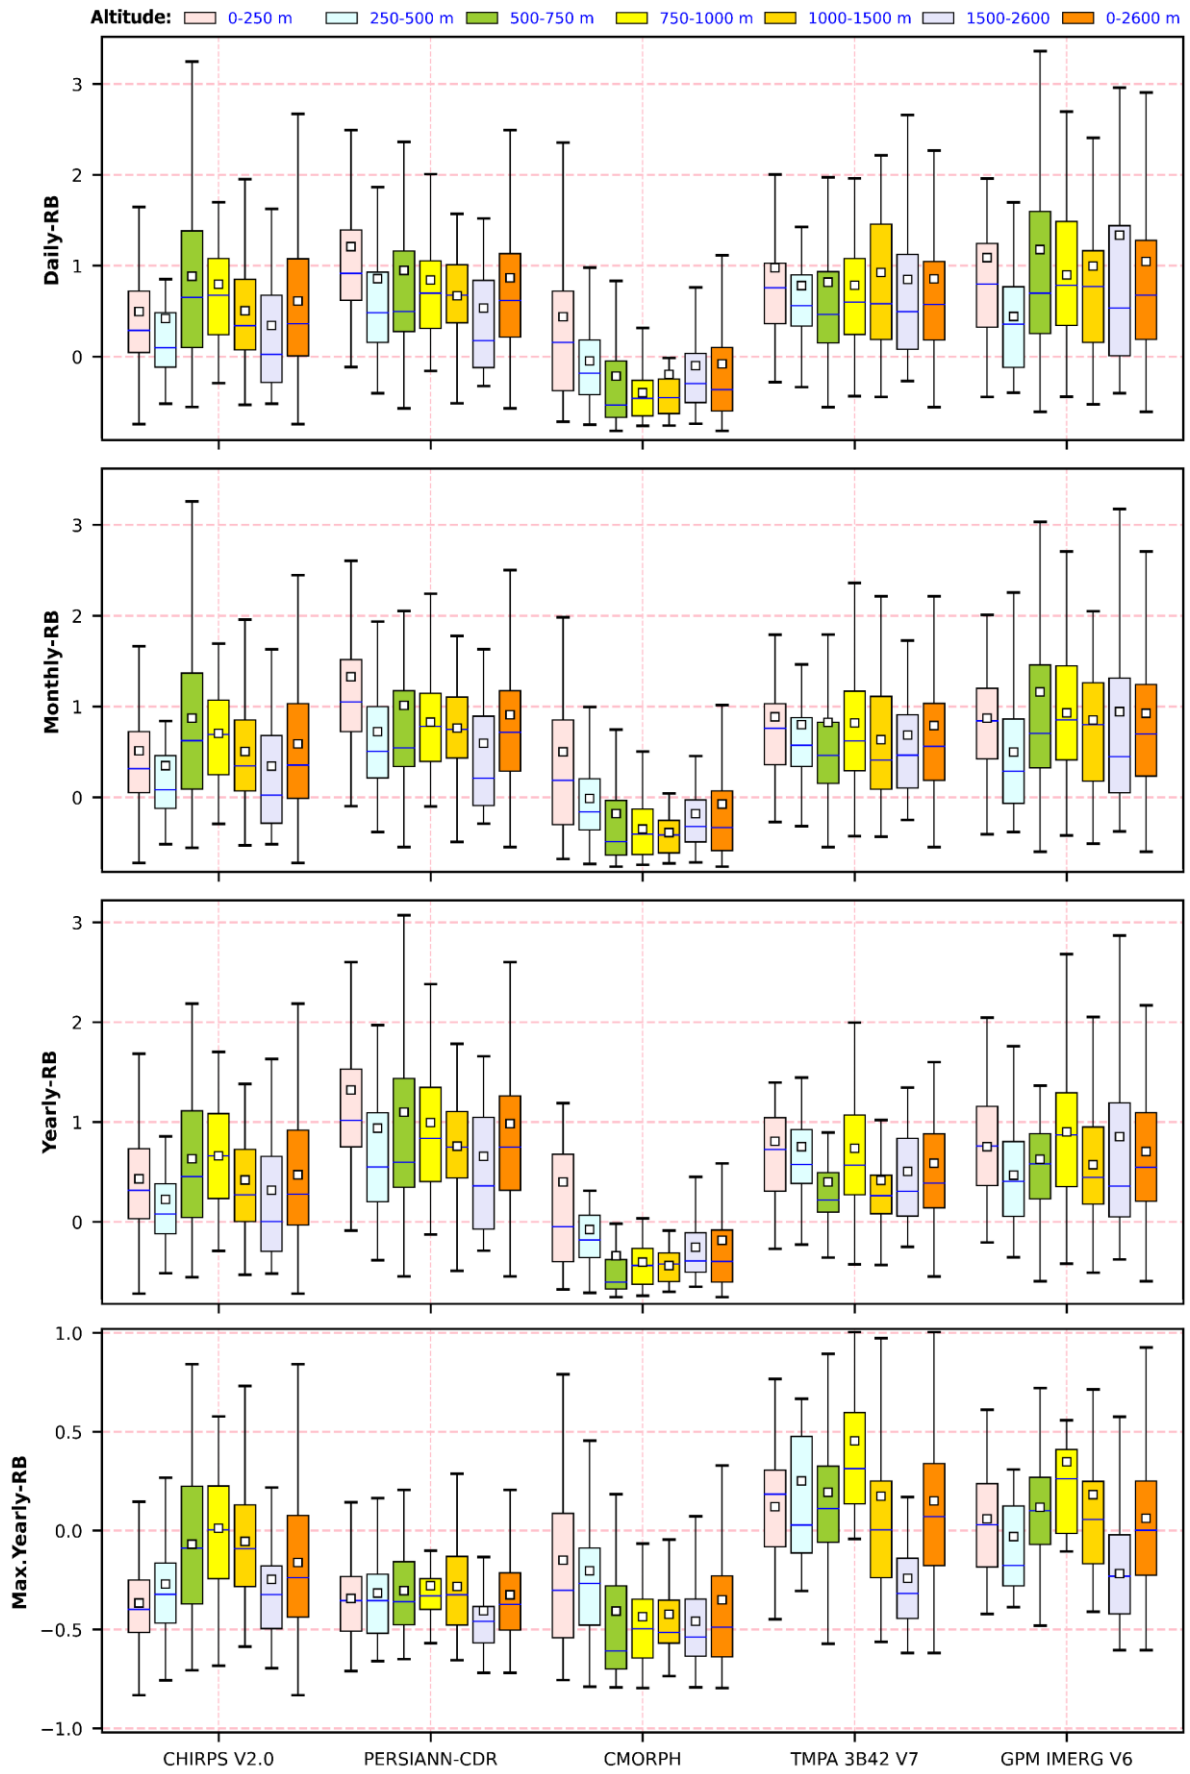 Altitude: 0-250 m 250-500 m 500-750 m 750-1000 m 1000-1500 m 1500-2600 0-2600 m
Daily-RB
3
2
1
0
Monthly-RB
3
2
1
0
Yearly-RB
3
2
1
0
Max.Yearly-RB
1.0
0.5
0.0
−0.5
−1.0
CHIRPS V2.0 PERSIANN-CDR CMORPH TMPA 3B42 V7 GPM IMERG V6